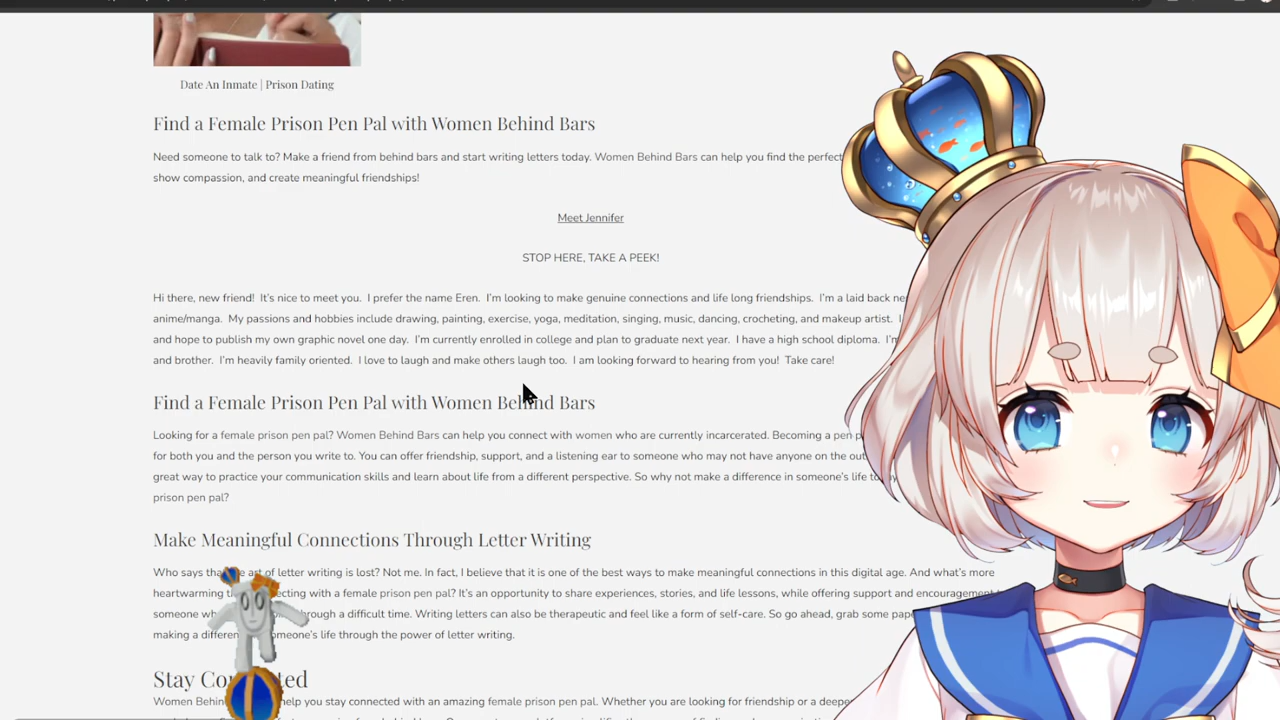 Date An Inmate | Prison Dating
Find a Female Prison Pen Pal with Women Behind Bars
Need someone to talk to? Make a friend from behind bars and start writing letters today. Women Behind Bars can help you find the perfect
show compassion, and create meaningful friendships!
Meet Jennifer
STOP HERE, TAKE A PEEK!
Hi there, new friend! It's nice to meet you. I prefer the name Eren. I'm looking to make genuine connections and life long friendships. I'm a laid back
anime/manga. My passions and hobbies include drawing, painting, exercise, yoga, meditation, singing, music, dancing, crocheting, and makeup artist. I
and hope to publish my own graphic novel one day. I'm currently enrolled in college and plan to graduate next year. I have a high school diploma. I'm
and brother. I'm heavily family oriented. I love to laugh and make others laugh too. I am looking forward to hearing from you! Take care!
Find a Female Prison Pen Pal with Women Behind Bars
Looking for a female prison pen pal? Women Behind Bars can help you connect with women who are currently incarcerated. Becoming a pen
for both you and the person you write to. You can offer friendship, support, and a listening ear to someone who may not have anyone on the
great way to practice your communication skills and learn about life from a different perspective. So why not make a difference in someone's life
prison pen pal?
Make Meaningful Connections Through Letter Writing
Who says art of letter writing is lost? Not me. In fact, I believe that it is one of the best ways to make meaningful connections in this digital age. And what's more
heartwarming with a female prison pen pal? It's an opportunity to share experiences, stories, and life lessons, while offering support and encouragement
someone through a difficult time. Writing letters can also be therapeutic and feel like a form of self-care. So go ahead, grab some
making a life through the power of letter writing.
Stay
Women help you stay connected with an amazing female prison pen pal. Whether you are looking for friendship or a